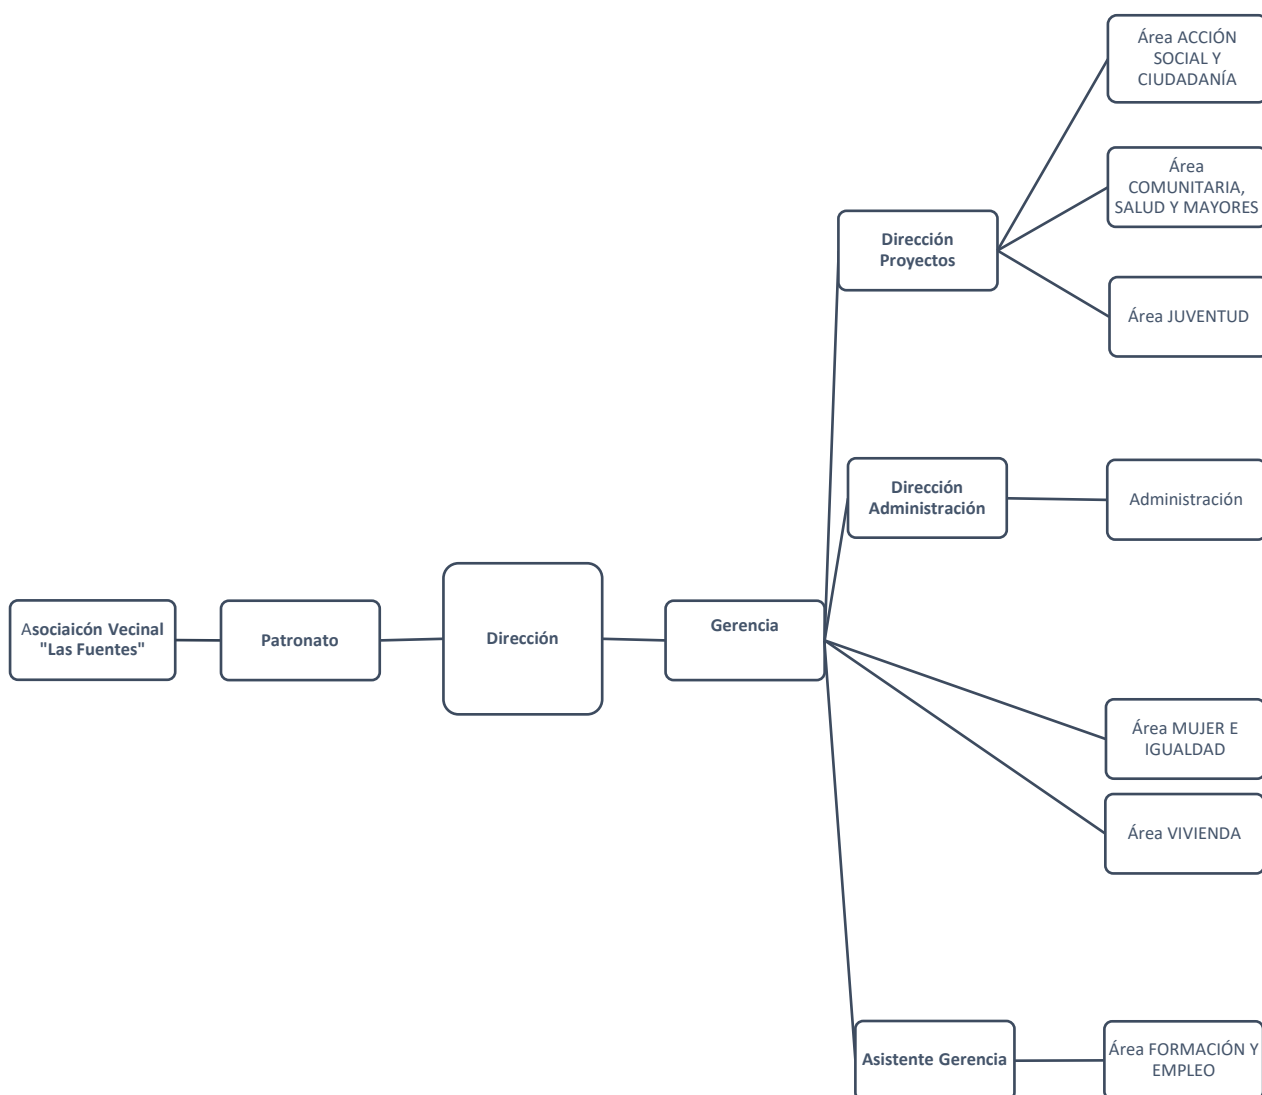 Área ACCIÓN
SOCIAL Y
CIUDADANÍA
Área
COMUNITARIA,
SALUD Y MAYORES
Dirección
Proyectos
Área JUVENTUD
Dirección
Administración
Administración
Asociaicón Vecinal
"Las Fuentes"
Patronato
Dirección
Gerencia
Área MUJER E
IGUALDAD
Área VIVIENDA
Asistente Gerencia
Área FORMACIÓN Y
EMPLEO